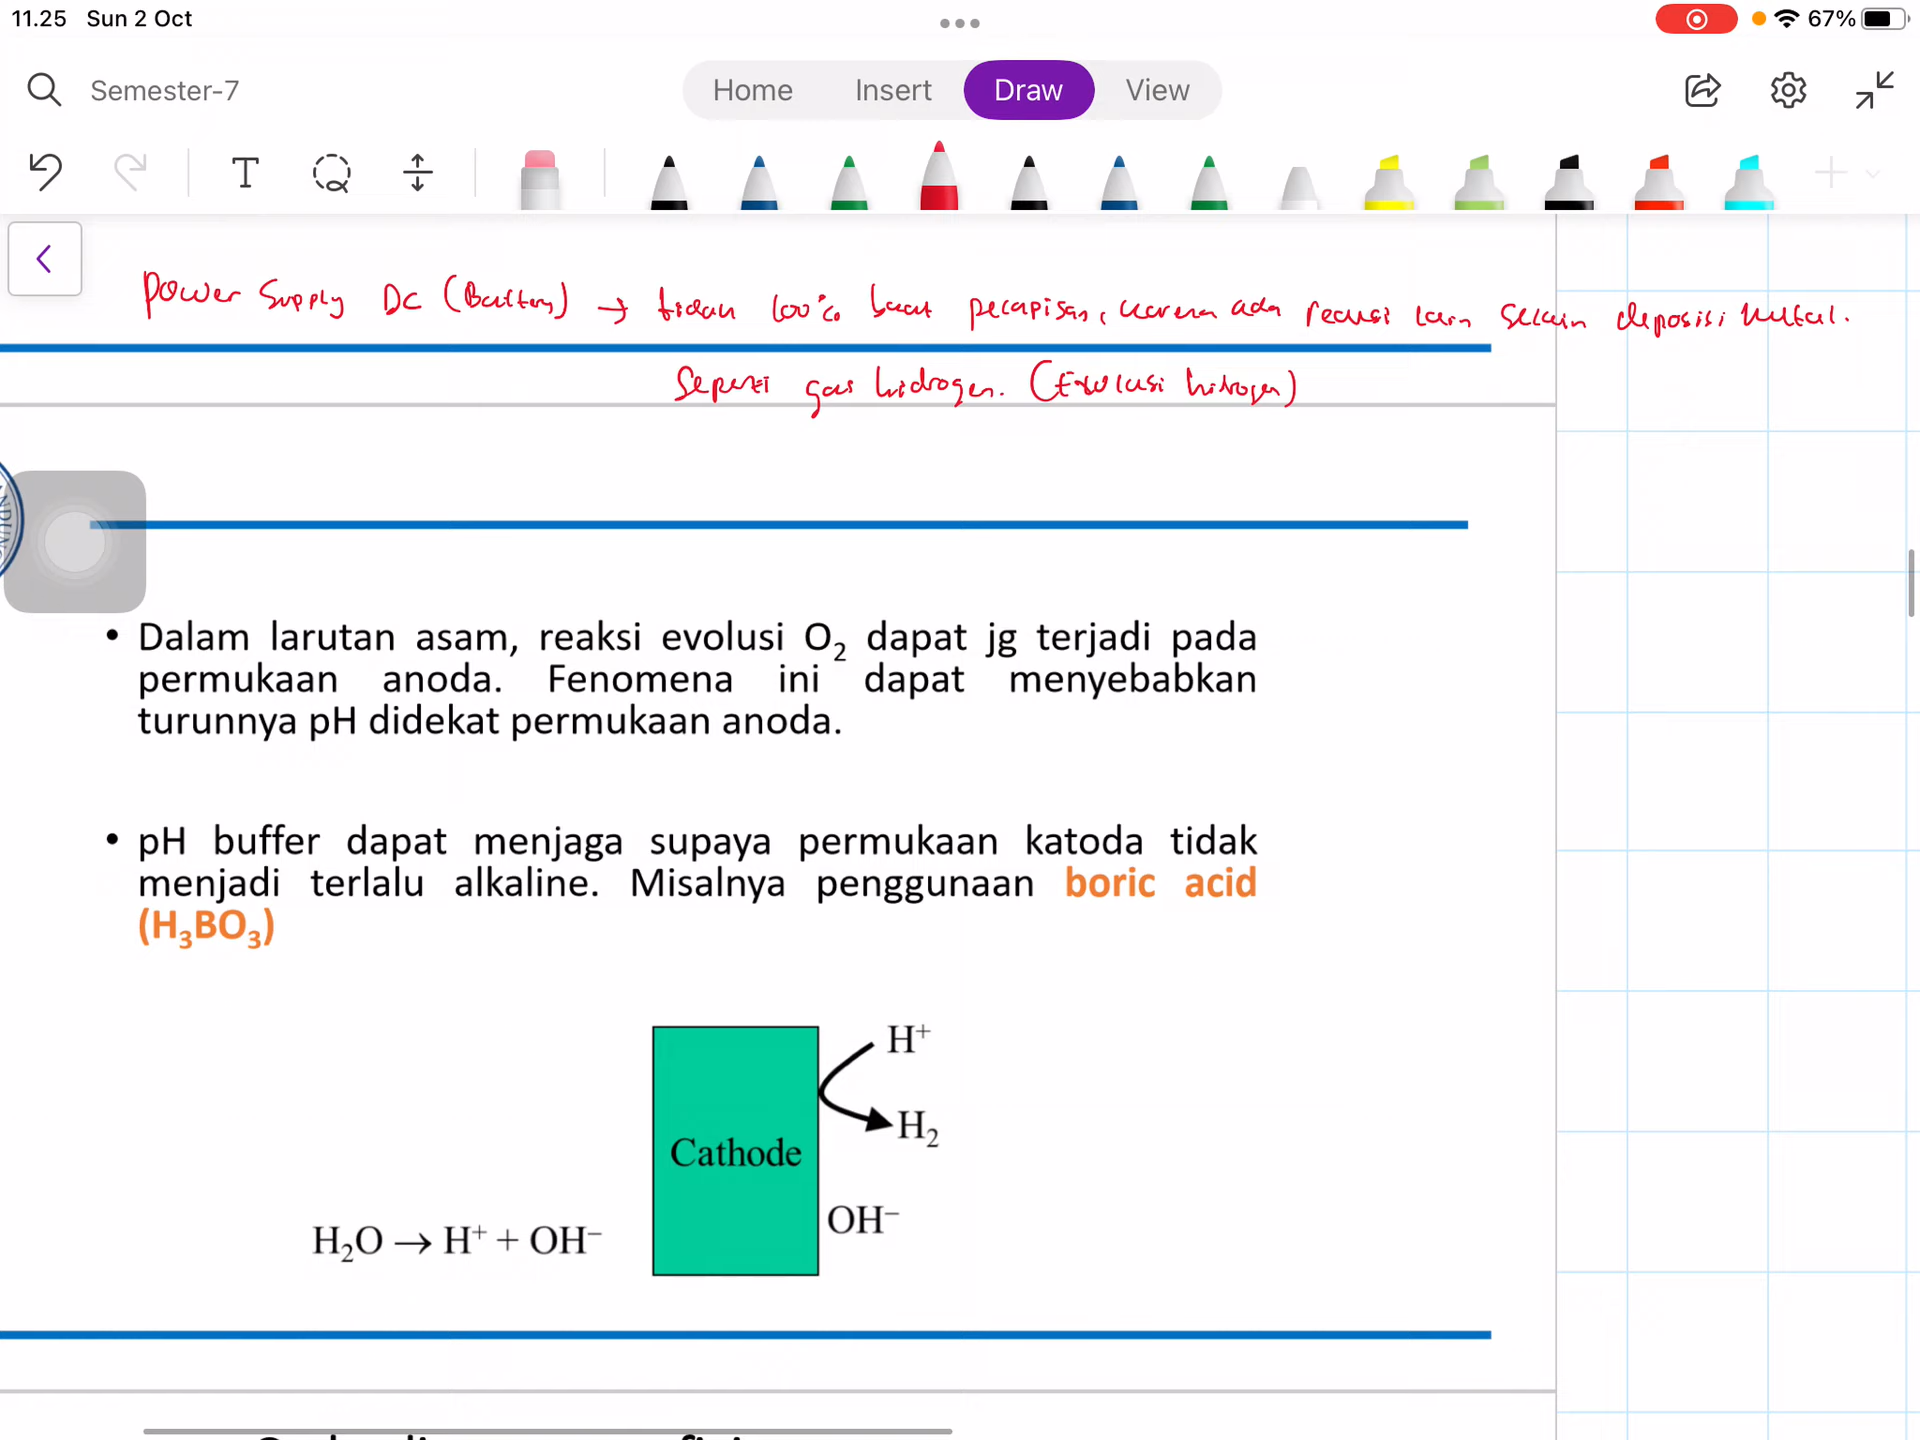 11.25 Sun 2 Oct
67%
Semester-7
Home Insert Draw View
T
Power Supply DC (Battery) → tidak 100% buat pelapisan, karena ada reaksi lain selain deposisi metal.
Seperti gas hidrogen. (Evolusi hidrogen)
• Dalam larutan asam, reaksi evolusi O₂ dapat jg terjadi pada
permukaan anoda. Fenomena ini dapat menyebabkan
turunnya pH didekat permukaan anoda.
• pH buffer dapat menjaga supaya permukaan katoda tidak
menjadi terlalu alkaline. Misalnya penggunaan boric acid
(H₃BO₃)
H⁺
H₂
Cathode
OH⁻
H₂O → H⁺ + OH⁻